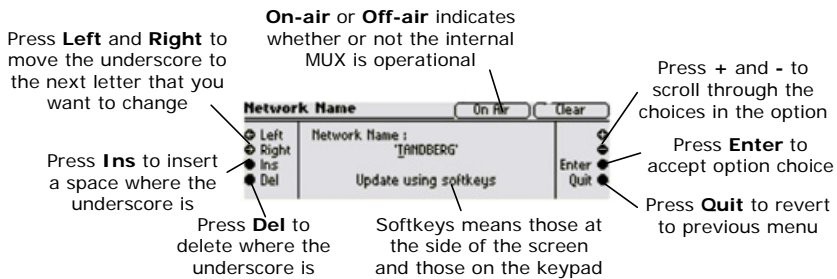 On-air or Off-air indicates
whether or not the internal
MUX is operational
Press Left and Right to
move the underscore to
the next letter that you
want to change
Press + and - to
scroll through the
choices in the option
Network Name
On Air
Clear
Left
Right
Ins
Del
Network Name :
'TANDBERG'
Update using softkeys
+
-
Enter
Quit
Press Ins to insert
a space where the
underscore is
Press Enter to
accept option choice
Press Quit to revert
to previous menu
Press Del to
delete where the
underscore is
Softkeys means those at
the side of the screen
and those on the keypad